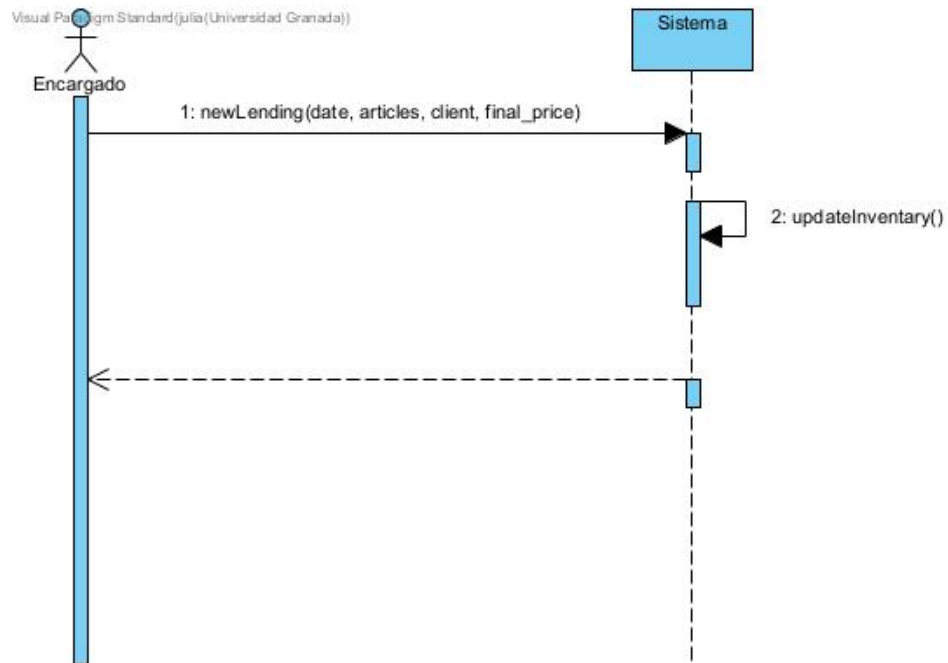 Visual Paradigm Standard(julia(Universidad Granada))
Sistema
Encargado
1: newLending(date, articles, client, final_price)
2: updateInventary()